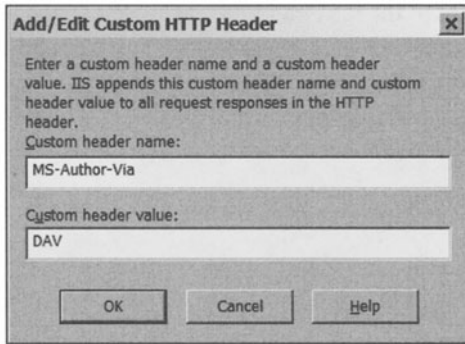 Add/Edit Custom HTTP Header
Enter a custom header name and a custom header
value. IIS appends this custom header name and custom
header value to all request responses in the HTTP
header.
Custom header name:
MS-Author-Via
Custom header value:
DAV
OK Cancel Help